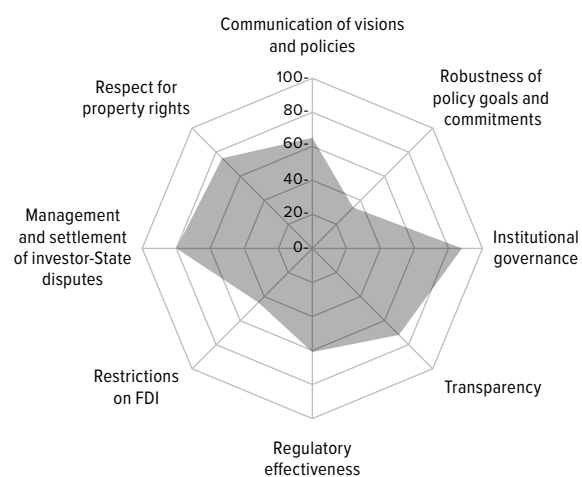 Communication of visions
and policies
Robustness of
policy goals and
commitments
Institutional
governance
Transparency
Regulatory
effectiveness
Restrictions
on FDI
Management
and settlement
of investor-State
disputes
Respect for
property rights
100-
80-
60-
40-
20-
0-